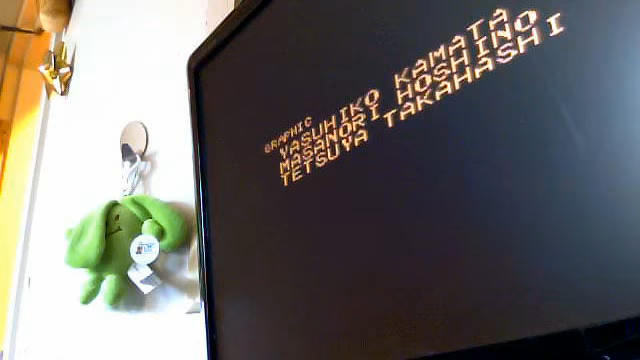 GRAPHIC
YASUHIKO KAMATA
MASANORI HOSHINO
TETSUYA TAKAHASHI